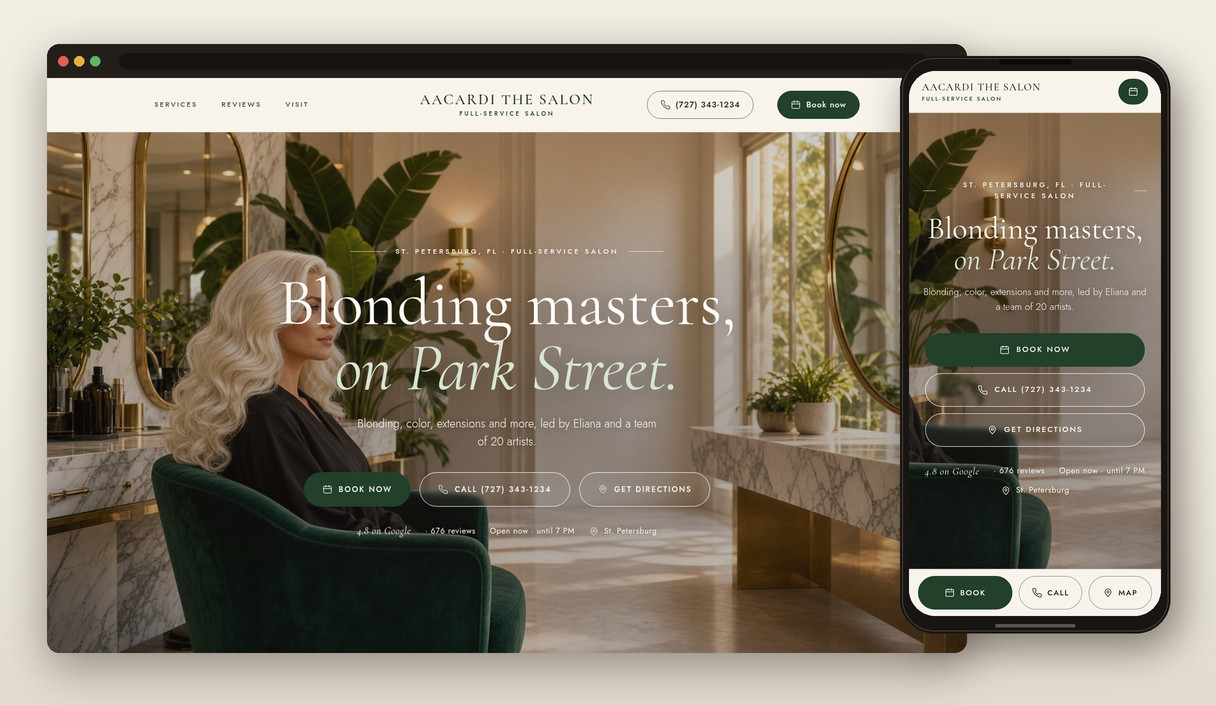 SERVICES
REVIEWS
VISIT
AACARDI THE SALON
FULL-SERVICE SALON
(727) 343-1234
Book now
ST. PETERSBURG, FL · FULL-SERVICE SALON
Blonding masters,
on Park Street.
Blonding, color, extensions and more, led by Eliana and a team
of 20 artists.
BOOK NOW
CALL (727) 343-1234
GET DIRECTIONS
4.8 on Google · 676 reviews Open now · until 7 PM St. Petersburg
AACARDI THE SALON
FULL-SERVICE SALON
ST. PETERSBURG, FL · FULL-
SERVICE SALON
Blonding masters,
on Park Street.
Blonding, color, extensions and more, led by Eliana and
a team of 20 artists.
BOOK NOW
CALL (727) 343-1234
GET DIRECTIONS
4.8 on Google · 676 reviews Open now · until 7 PM
St. Petersburg
BOOK
CALL
MAP